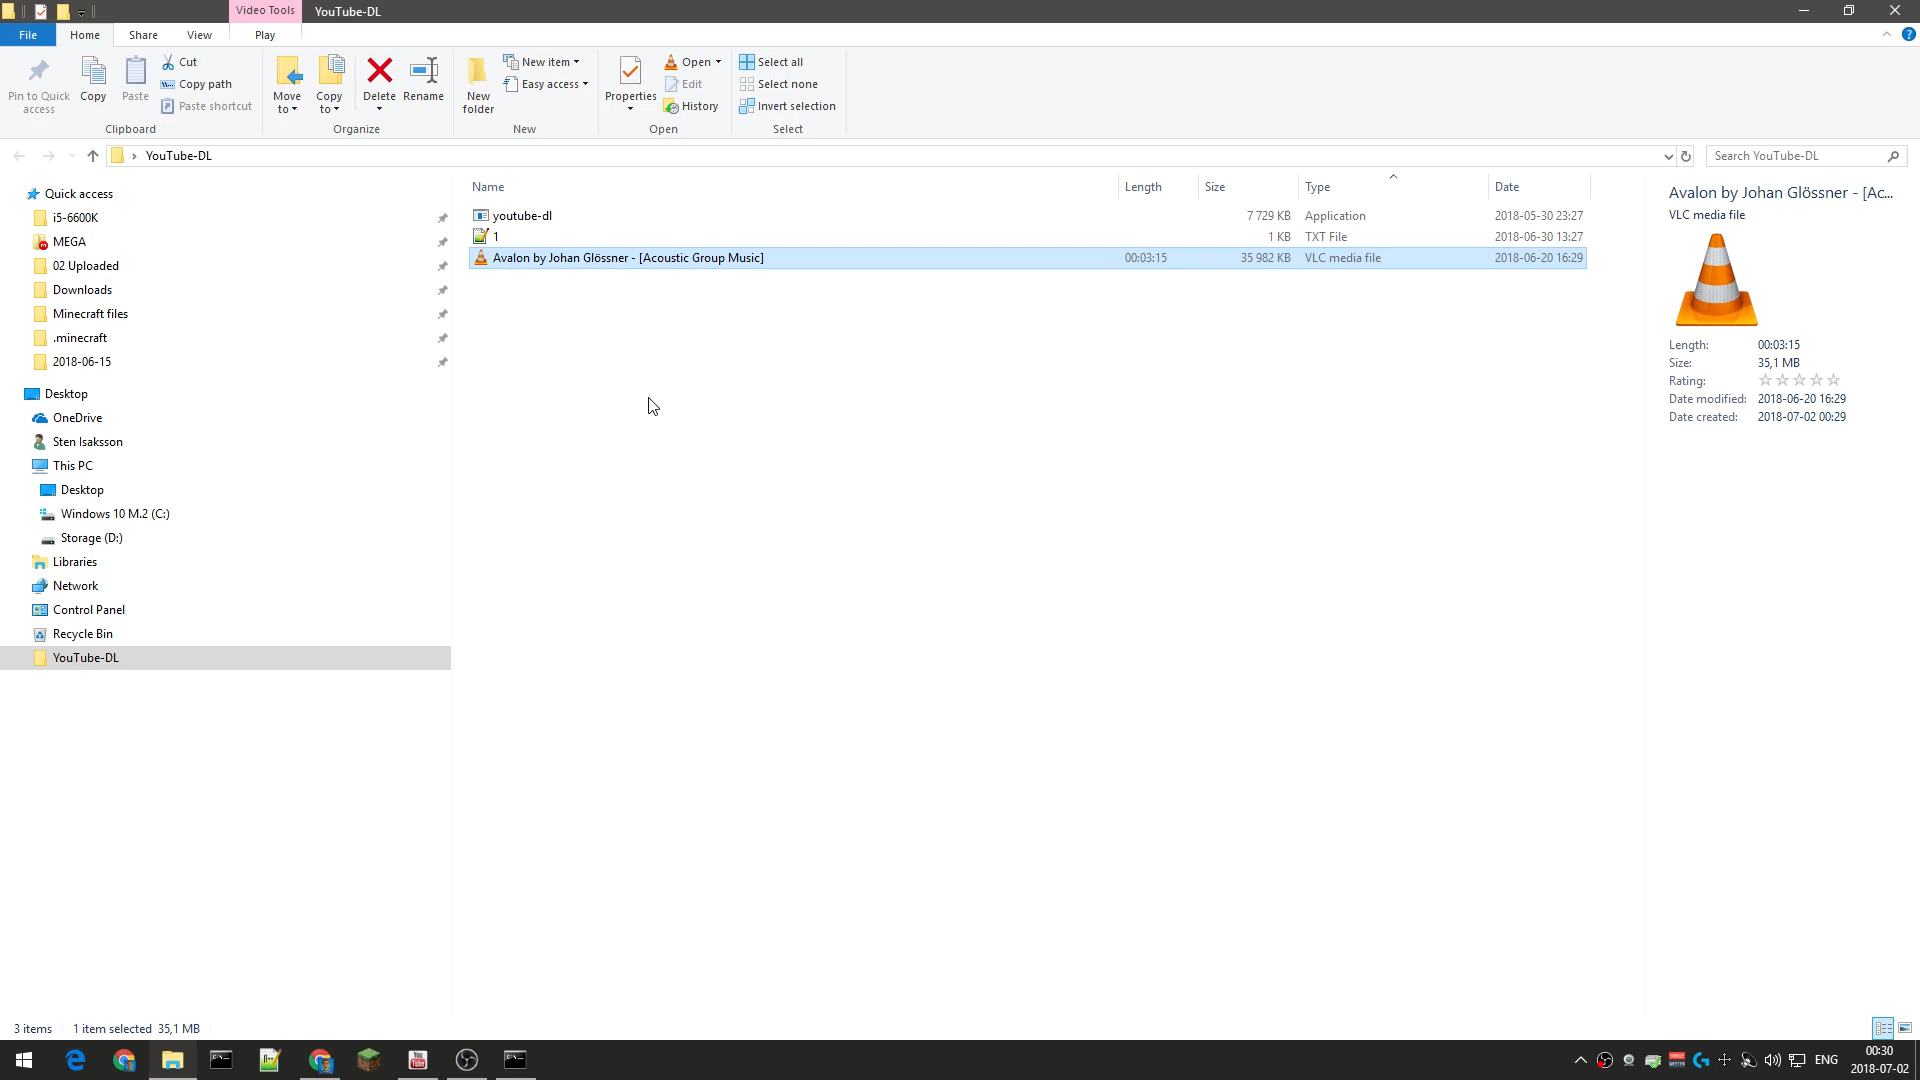 Video Tools
YouTube-DL
File
Home
Share
View
Play
Pin to Quick access
Copy
Paste
Cut
Copy path
Paste shortcut
Clipboard
Move to
Copy to
Delete
Rename
Organize
New folder
New item
Easy access
New
Properties
Open
Edit
History
Open
Select all
Select none
Invert selection
Select
YouTube-DL
Search YouTube-DL
Quick access
i5-6600K
MEGA
02 Uploaded
Downloads
Minecraft files
.minecraft
2018-06-15
Desktop
OneDrive
Sten Isaksson
This PC
Desktop
Windows 10 M.2 (C:)
Storage (D:)
Libraries
Network
Control Panel
Recycle Bin
YouTube-DL
Name Length Size Type Date
youtube-dl 7 729 KB Application 2018-05-30 23:27
1 1 KB TXT File 2018-06-30 13:27
Avalon by Johan Glössner - [Acoustic Group Music] 00:03:15 35 982 KB VLC media file 2018-06-20 16:29
Avalon by Johan Glössner - [Ac...
VLC media file
Length: 00:03:15
Size: 35,1 MB
Rating:
Date modified: 2018-06-20 16:29
Date created: 2018-07-02 00:29
3 items 1 item selected 35,1 MB
ENG
00:30
2018-07-02